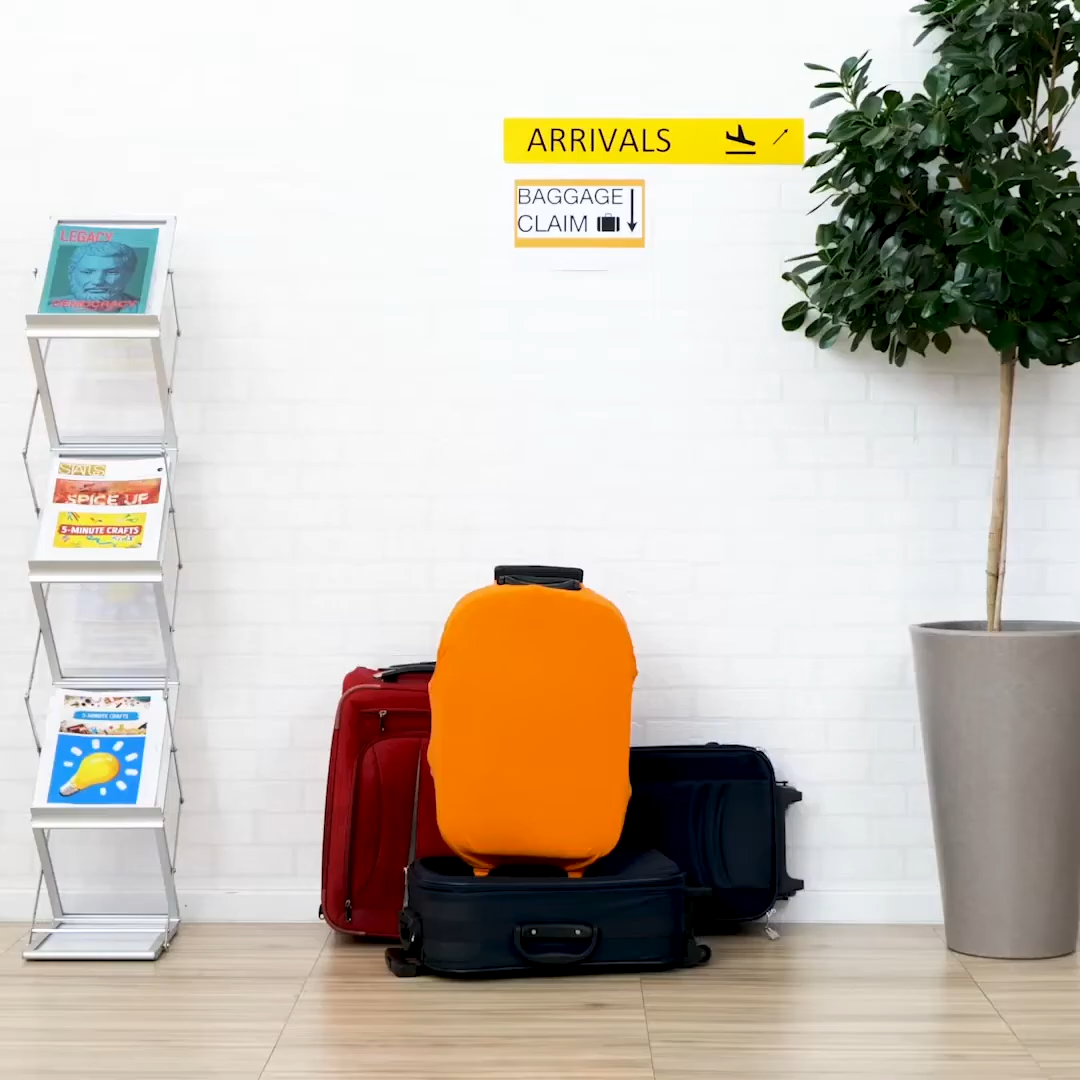 ARRIVALS
BAGGAGE
CLAIM
LEGACY
DEMOCRACY
SPICE UP
5-MINUTE CRAFTS
5-MINUTE CRAFTS